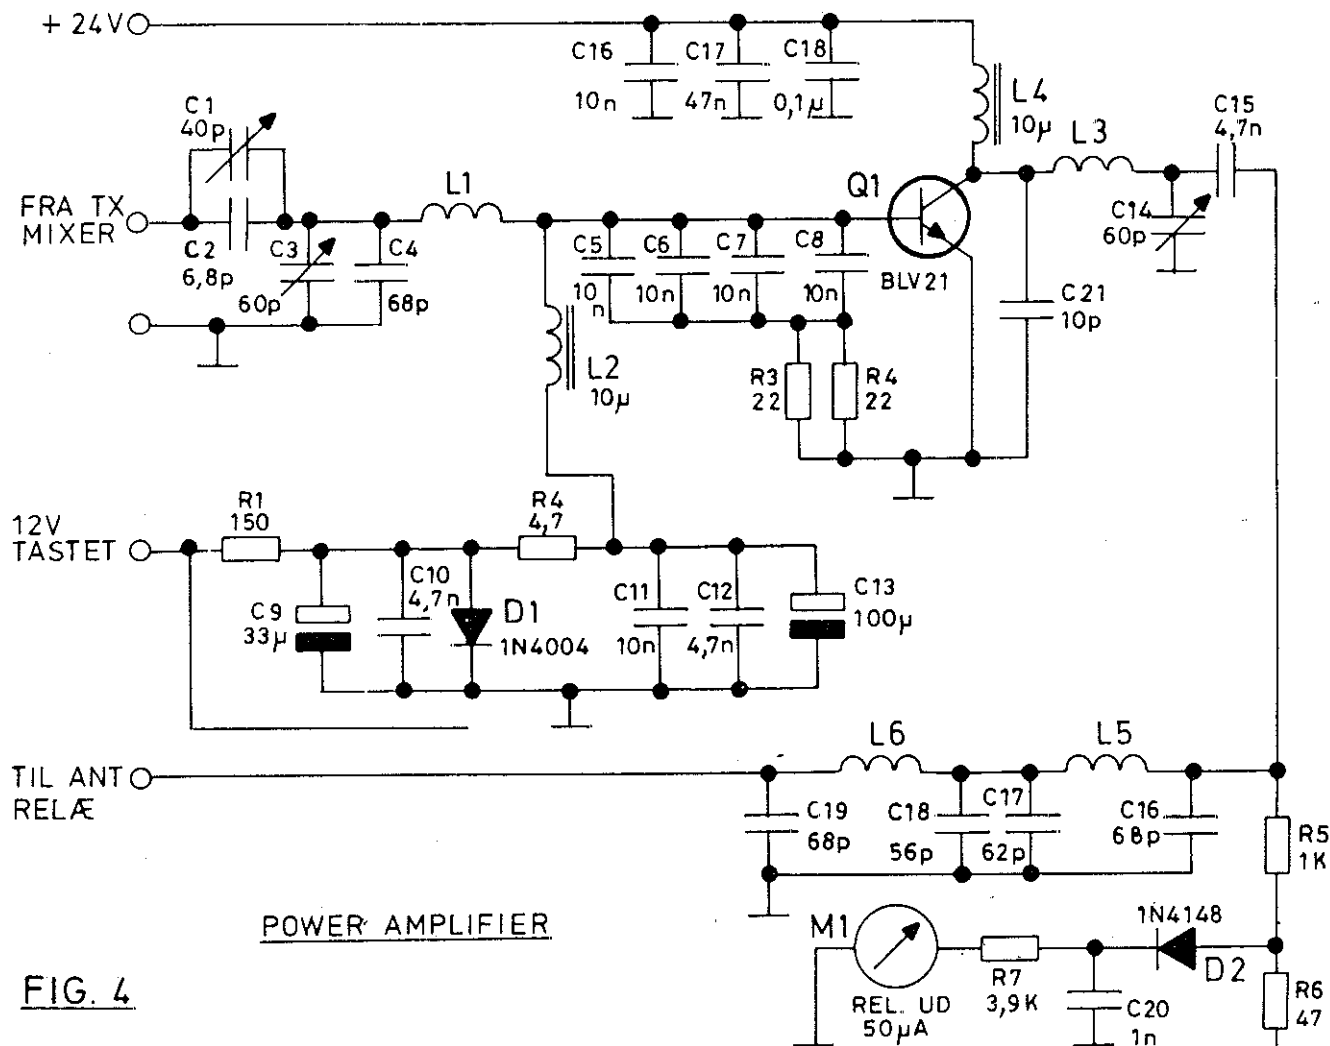 + 24V
C16
10n
C17
47n
C18
0,1µ
L4
10µ
C1
40p
L3
C15
4,7n
FRA TX
MIXER
L1
Q1
BLV21
C2
6,8p
C3
60p
C4
68p
C5
10
n
C6
10n
C7
10n
C8
10n
C14
60p
C21
10p
L2
10µ
R3
22
R4
22
12V
TASTET
R1
150
R4
4,7
C9
33µ
C10
4,7n
D1
1N4004
C11
10n
C12
4,7n
C13
100µ
TIL ANT
RELÆ
L6
L5
C19
68p
C18
56p
C17
62p
C16
68p
R5
1K
POWER AMPLIFIER
FIG. 4
M1
REL. UD
50µA
R7
3,9K
1N4148
D2
C20
1n
R6
47